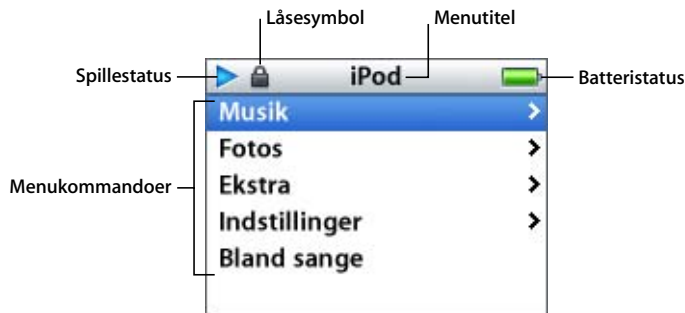 Låsesymbol Menutitel
Spillestatus iPod Batteristatus
Musik
Fotos
Menukommandoer Ekstra
Indstillinger
Bland sange